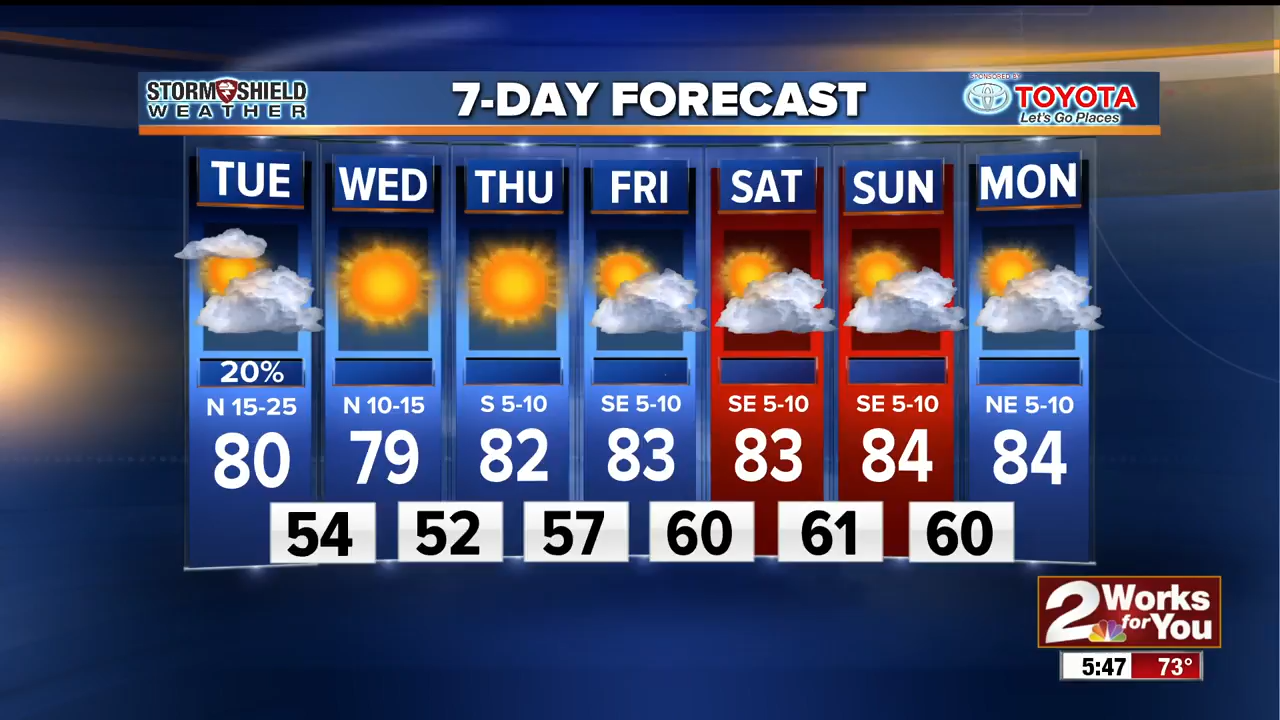 STORM SHIELD
WEATHER
7-DAY FORECAST
SPONSORED BY
TOYOTA
Let's Go Places
TUE WED THU FRI SAT SUN MON
20%
N 15-25 N 10-15 S 5-10 SE 5-10 SE 5-10 SE 5-10 NE 5-10
80 79 82 83 83 84 84
54 52 57 60 61 60
2 Works
for You
5:47 73°